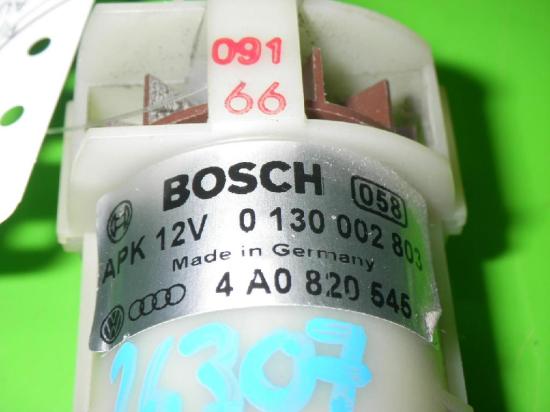 091
66
BOSCH 058
APK 12V 0 130 002 803
Made in Germany
4 A0 820 545
26307